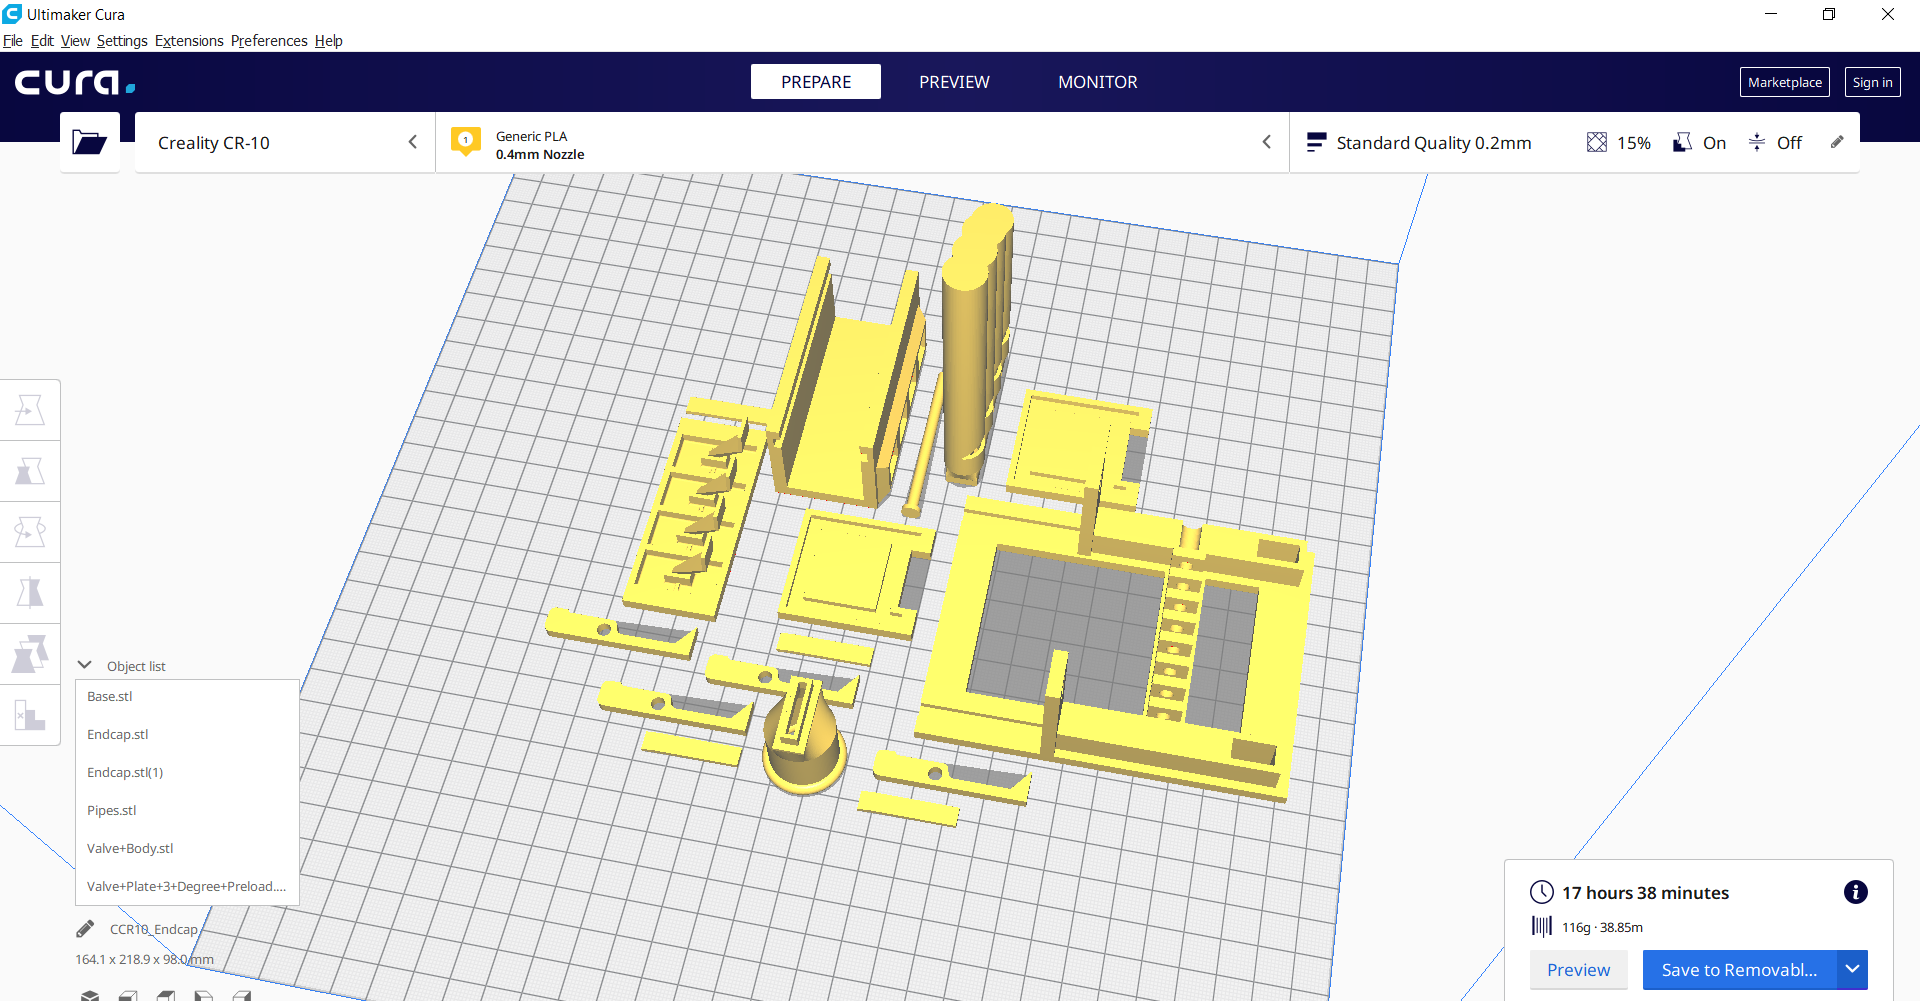 Ultimaker Cura
File Edit View Settings Extensions Preferences Help
cura.
PREPARE PREVIEW MONITOR
Marketplace Sign in
Creality CR-10
1
Generic PLA
0.4mm Nozzle
Standard Quality 0.2mm
15%
On
Off
Object list
Base.stl
Endcap.stl
Endcap.stl(1)
Pipes.stl
Valve+Body.stl
Valve+Plate+3+Degree+Preload....
CCR10_Endcap
164.1 x 218.9 x 98.0 mm
17 hours 38 minutes
116g · 38.85m
Preview
Save to Removabl...